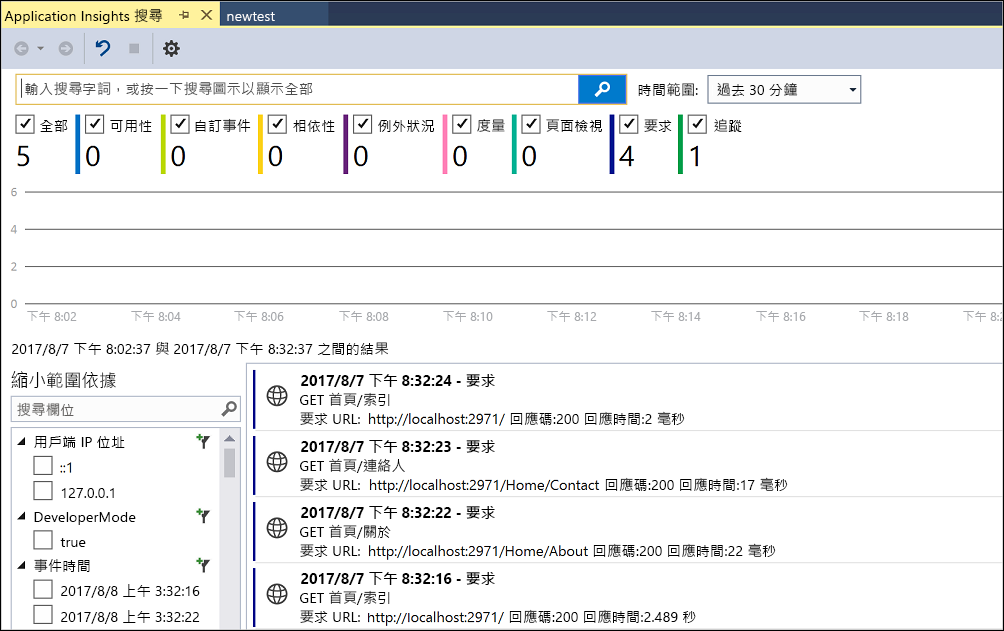 Application Insights 搜尋 newtest
輸入搜尋字詞，或按一下搜尋圖示以顯示全部 時間範圍: 過去 30 分鐘
全部 可用性 自訂事件 相依性 例外狀況 度量 頁面檢視 要求 追蹤
5 0 0 0 0 0 0 4 1
6
4
2
0
下午 8:02 下午 8:04 下午 8:06 下午 8:08 下午 8:10 下午 8:12 下午 8:14 下午 8:16 下午 8:18 下午 8:2
2017/8/7 下午 8:02:37 與 2017/8/7 下午 8:32:37 之間的結果
縮小範圍依據
搜尋欄位
用戶端 IP 位址
::1
127.0.0.1
DeveloperMode
true
事件時間
2017/8/8 上午 3:32:16
2017/8/8 上午 3:32:22
2017/8/7 下午 8:32:24 - 要求
GET 首頁/索引
要求 URL: http://localhost:2971/ 回應碼:200 回應時間:2 毫秒
2017/8/7 下午 8:32:23 - 要求
GET 首頁/連絡人
要求 URL: http://localhost:2971/Home/Contact 回應碼:200 回應時間:17 毫秒
2017/8/7 下午 8:32:22 - 要求
GET 首頁/關於
要求 URL: http://localhost:2971/Home/About 回應碼:200 回應時間:22 毫秒
2017/8/7 下午 8:32:16 - 要求
GET 首頁/索引
要求 URL: http://localhost:2971/ 回應碼:200 回應時間:2.489 秒